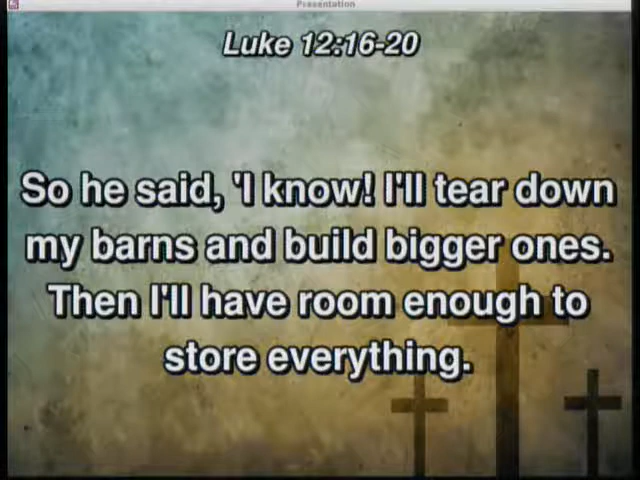 Presentation
Luke 12:16-20
So he said, 'I know! I'll tear down
my barns and build bigger ones.
Then I'll have room enough to
store everything.